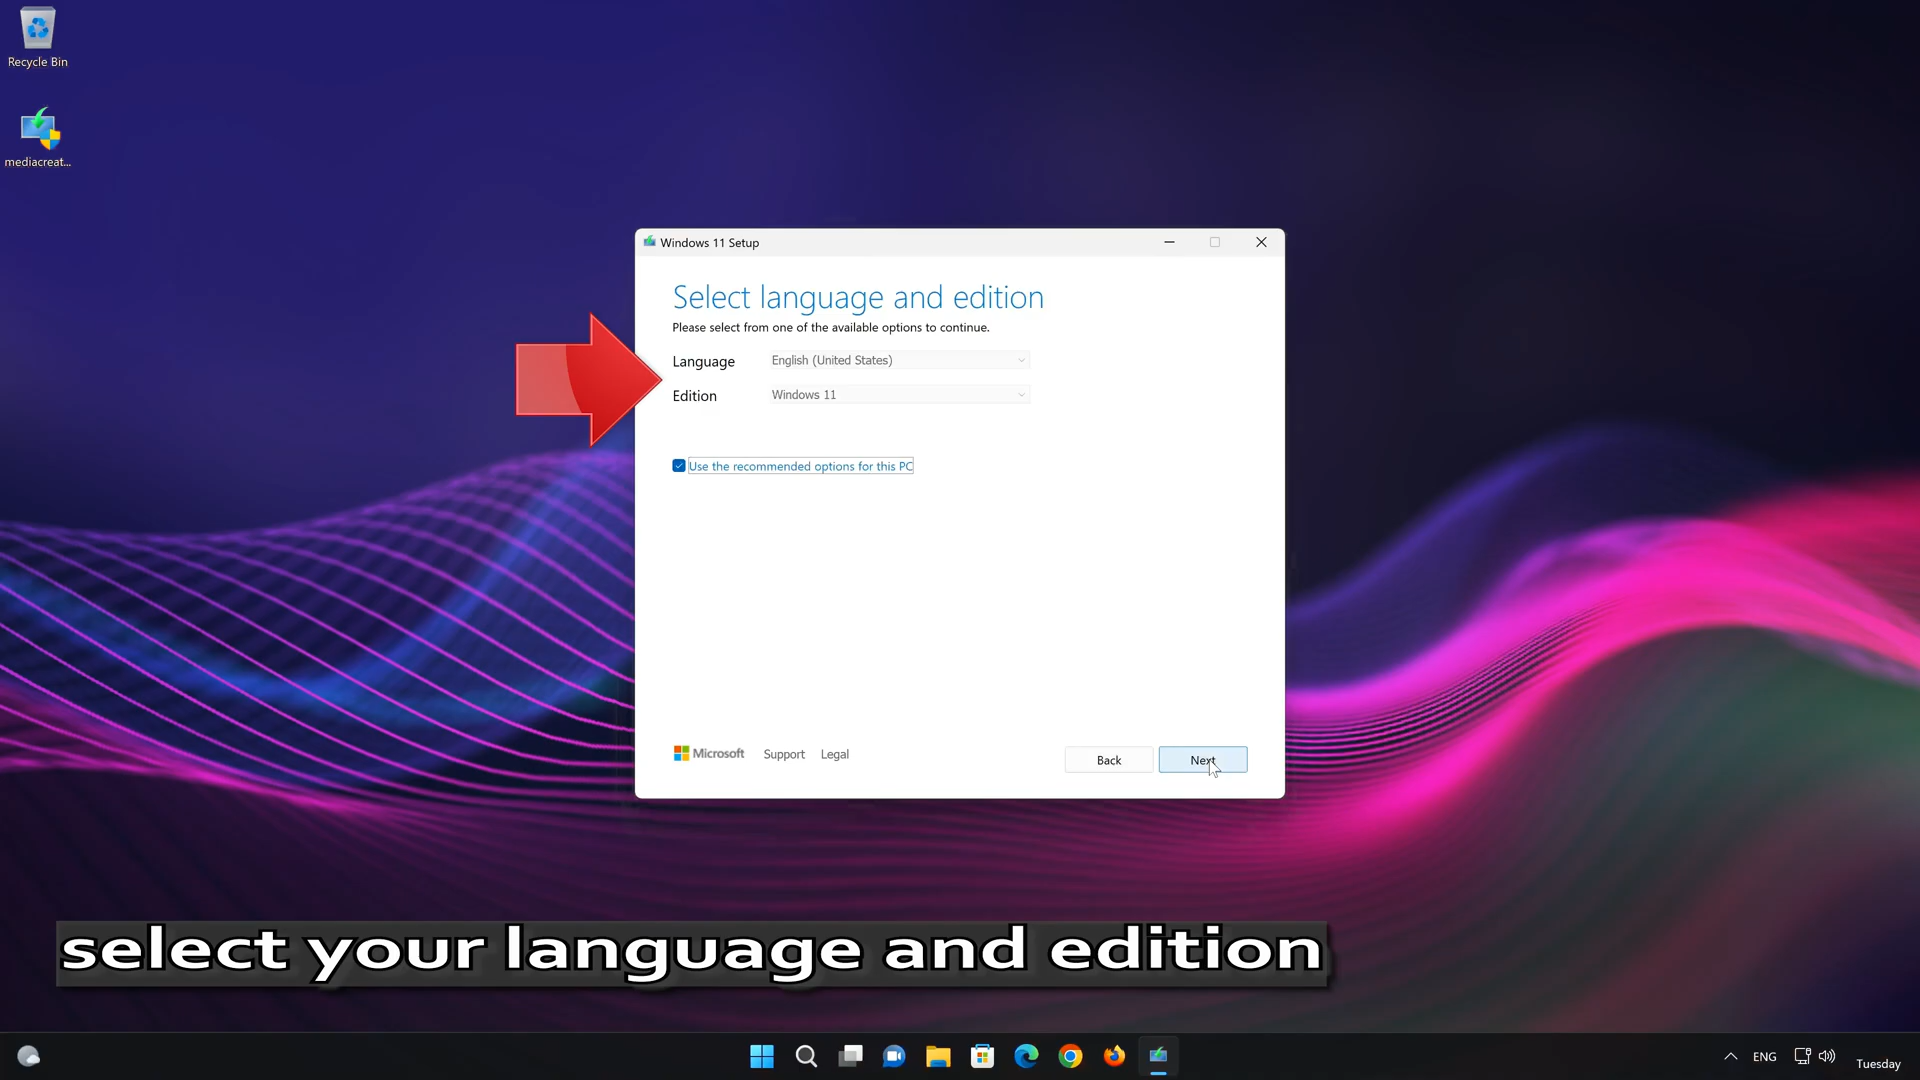 Recycle Bin
mediacreat...
Windows 11 Setup
Select language and edition
Please select from one of the available options to continue.
Language English (United States)
Edition Windows 11
Use the recommended options for this PC
Microsoft Support Legal
Back Next
select your language and edition
ENG
Tuesday